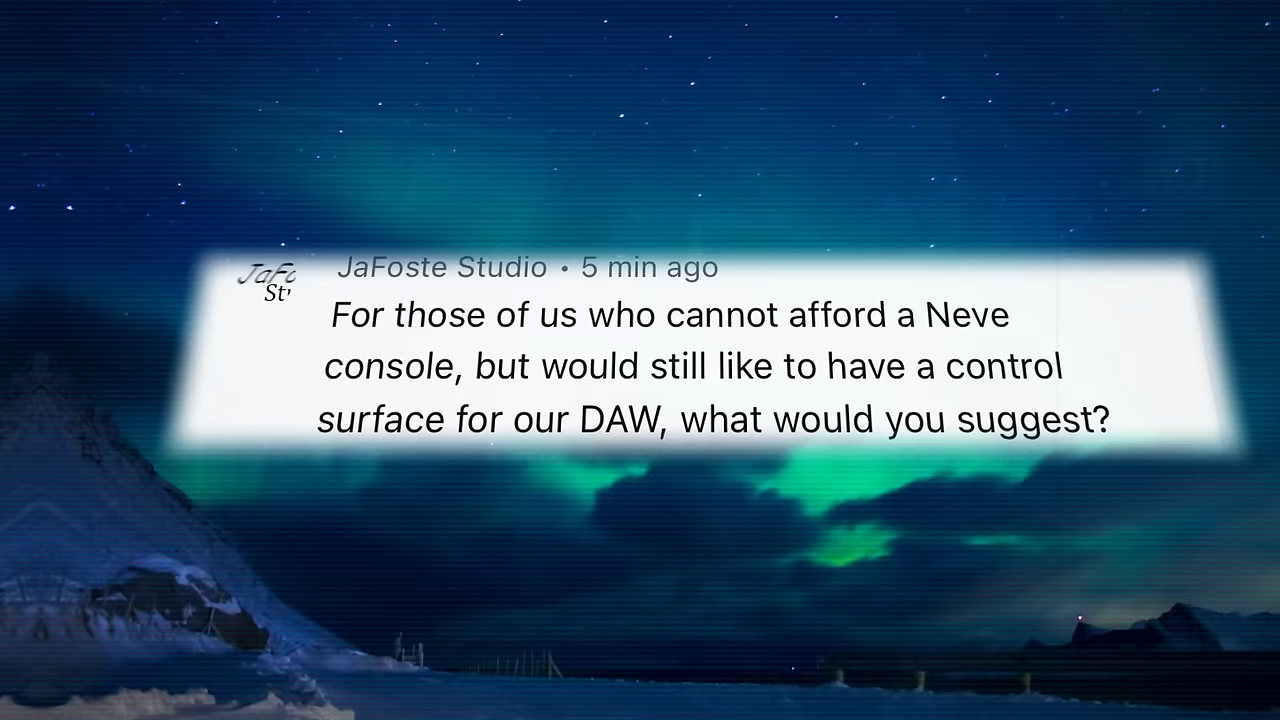 JaFoste Studio • 5 min ago
For those of us who cannot afford a Neve
console, but would still like to have a control
surface for our DAW, what would you suggest?